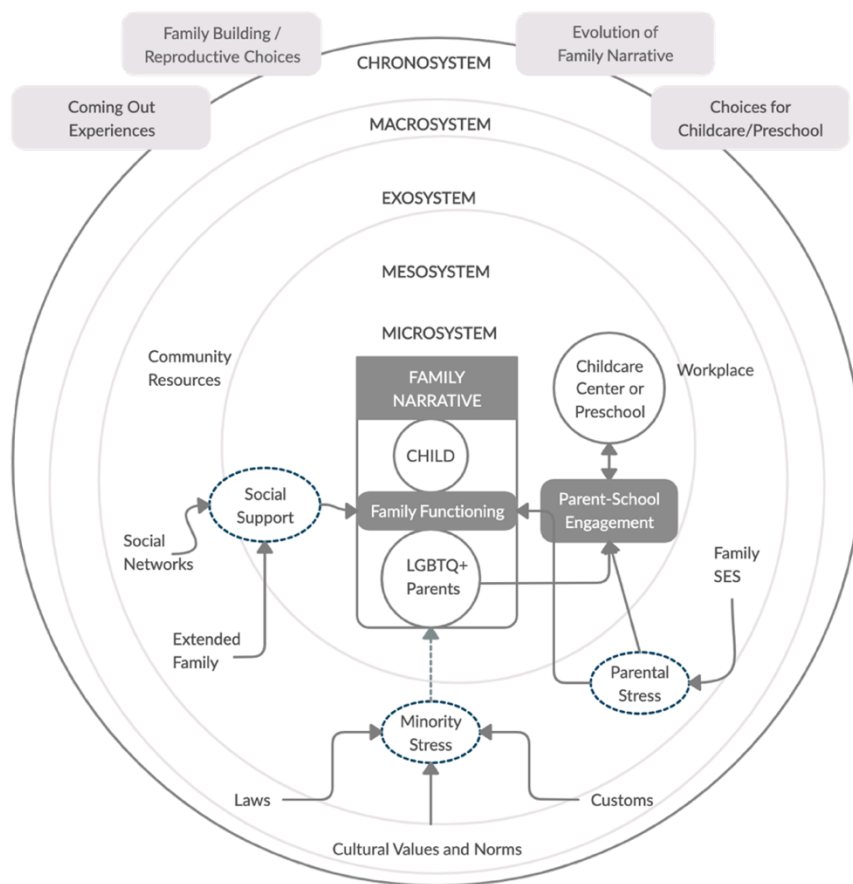 Family Building /
Reproductive Choices
Evolution of
Family Narrative
CHRONOSYSTEM
Coming Out
Experiences
Choices for
Childcare/Preschool
MACROSYSTEM
EXOSYSTEM
MESOSYSTEM
MICROSYSTEM
Community
Resources
FAMILY
NARRATIVE
Childcare
Center or
Preschool
Workplace
CHILD
Social
Support
Family Functioning
Parent-School
Engagement
Social
Networks
LGBTQ+
Parents
Family
SES
Extended
Family
Parental
Stress
Minority
Stress
Laws
Customs
Cultural Values and Norms